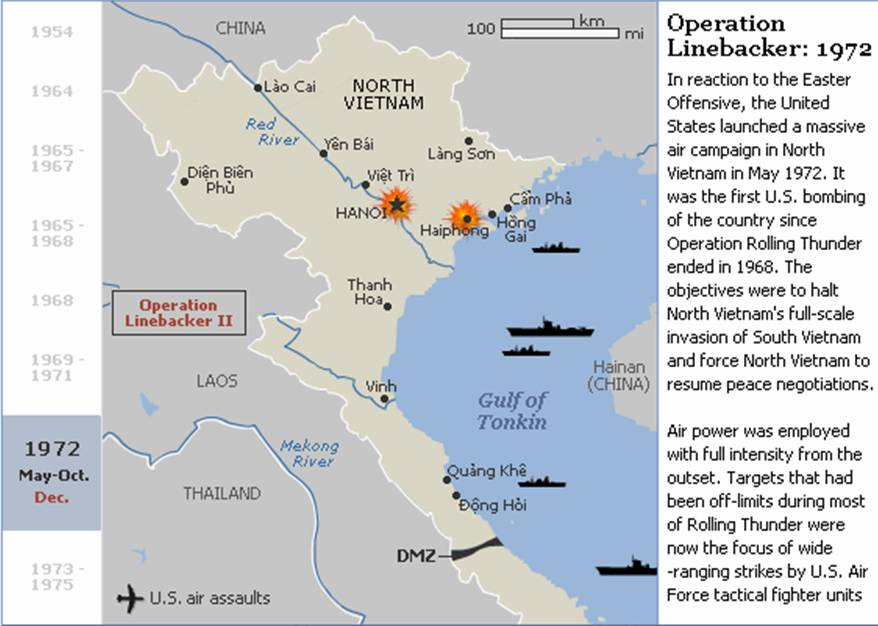 1954
1964
1965 -
1967
1965 -
1968
1968
1969 -
1971
1972
May-Oct.
Dec.
1973 -
1975
CHINA
100 km
mi
NORTH
VIETNAM
Lào Cai
Red
River
Yên Bái
Làng Sơn
Việt Trì
Diện Biên
Phủ
HANOI
Haiphong
Cẩm Phả
Hồng
Gai
Thanh
Hoa
Operation
Linebacker II
Hainan
(CHINA)
LAOS
Vinh
Gulf of
Tonkin
Mekong
River
Quảng Khê
THAILAND
Động Hỏi
DMZ
U.S. air assaults
Operation
Linebacker: 1972
In reaction to the Easter
Offensive, the United
States launched a massive
air campaign in North
Vietnam in May 1972. It
was the first U.S. bombing
of the country since
Operation Rolling Thunder
ended in 1968. The
objectives were to halt
North Vietnam's full-scale
invasion of South Vietnam
and force North Vietnam to
resume peace negotiations.
Air power was employed
with full intensity from the
outset. Targets that had
been off-limits during most
of Rolling Thunder were
now the focus of wide
-ranging strikes by U.S. Air
Force tactical fighter units